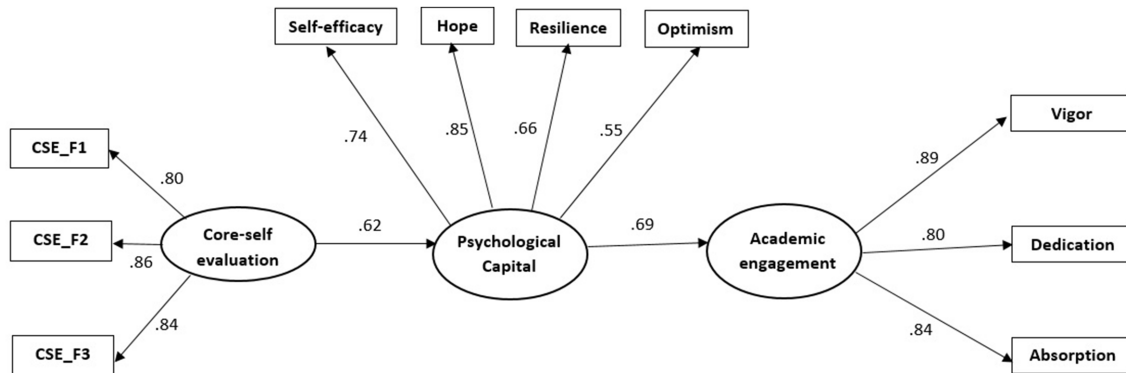 Self-efficacy
Hope
Resilience
Optimism
.74
.85
.66
.55
CSE_F1
CSE_F2
CSE_F3
.80
.86
.84
Core-self
evaluation
.62
Psychological
Capital
.69
Academic
engagement
.89
.80
.84
Vigor
Dedication
Absorption